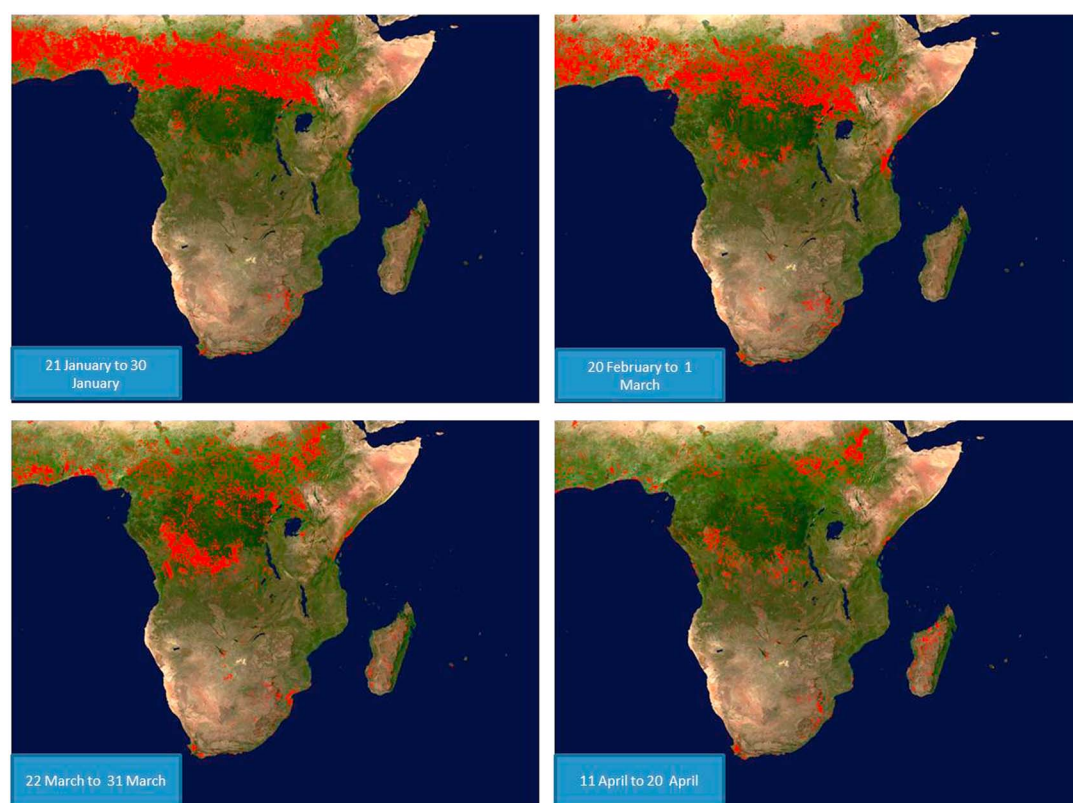 21 January to 30
January
20 February to 1
March
22 March to 31 March
11 April to 20 April